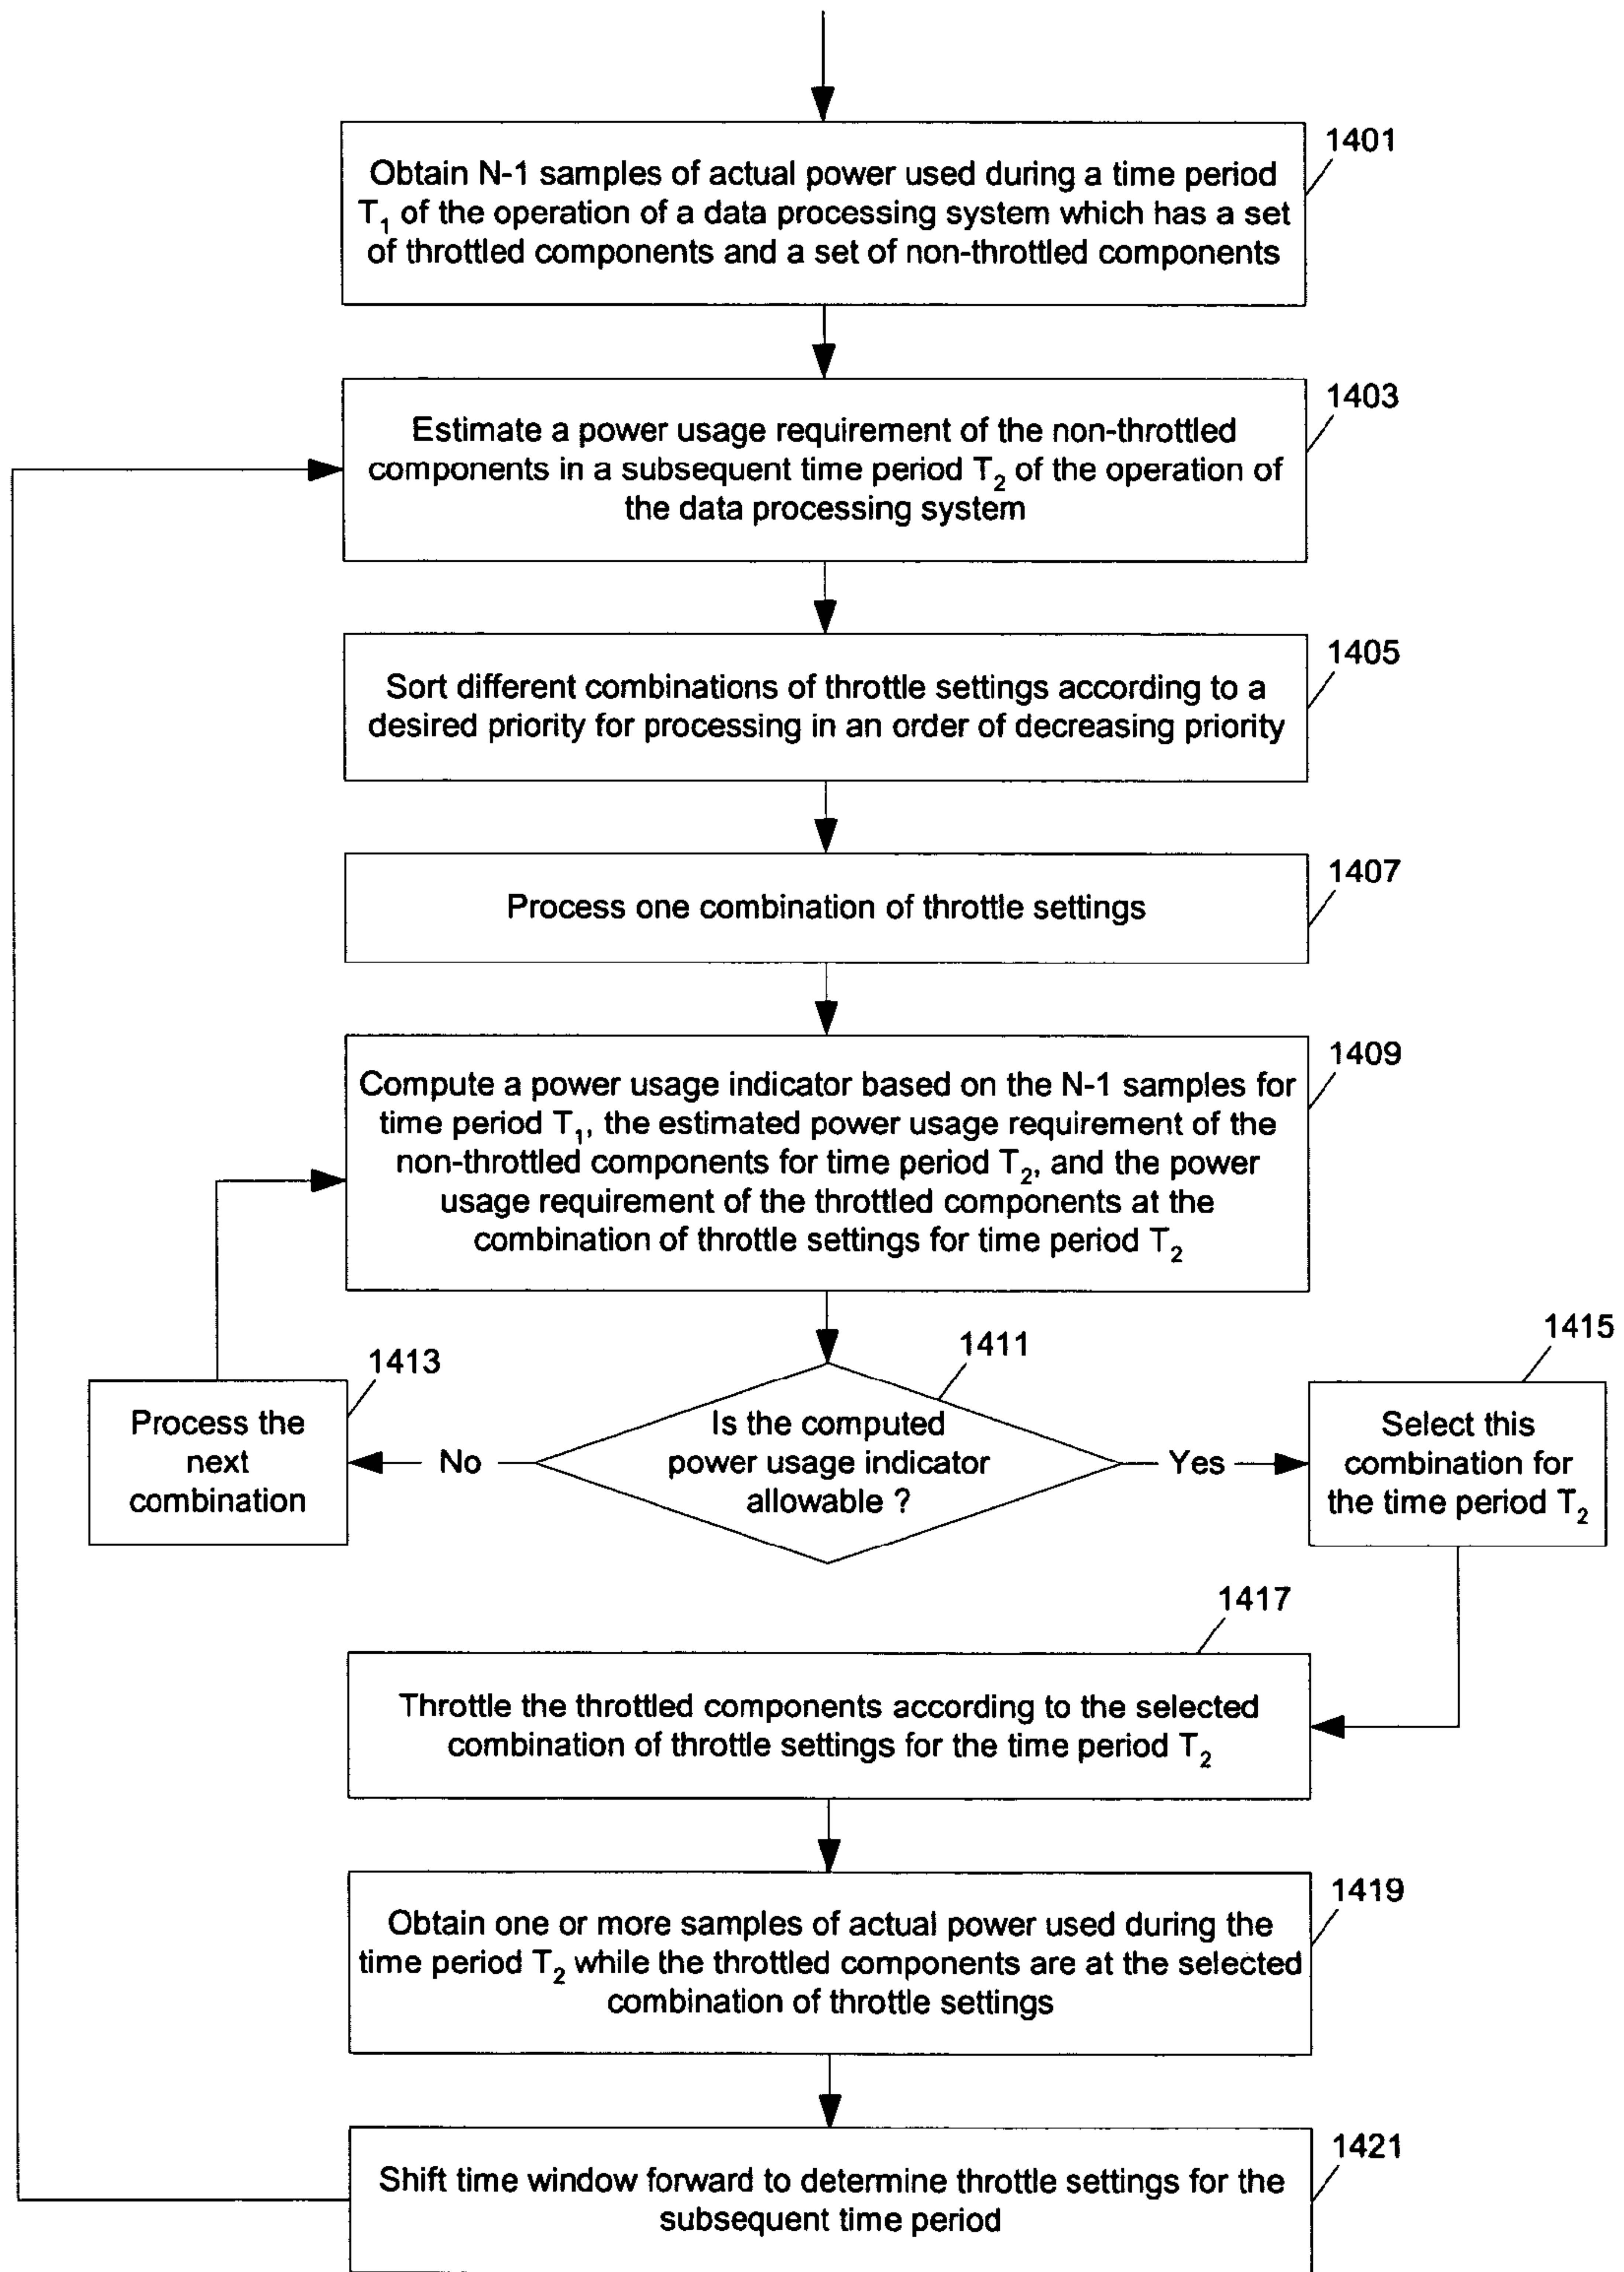 1401
Obtain N-1 samples of actual power used during a time period
T1 of the operation of a data processing system which has a set
of throttled components and a set of non-throttled components
1403
Estimate a power usage requirement of the non-throttled
components in a subsequent time period T2 of the operation of
the data processing system
1405
Sort different combinations of throttle settings according to a
desired priority for processing in an order of decreasing priority
1407
Process one combination of throttle settings
1409
Compute a power usage indicator based on the N-1 samples for
time period T1, the estimated power usage requirement of the
non-throttled components for time period T2, and the power
usage requirement of the throttled components at the
combination of throttle settings for time period T2
1411
Is the computed
power usage indicator
allowable ?
No
1413
Process the
next
combination
Yes
1415
Select this
combination for
the time period T2
1417
Throttle the throttled components according to the selected
combination of throttle settings for the time period T2
1419
Obtain one or more samples of actual power used during the
time period T2 while the throttled components are at the selected
combination of throttle settings
1421
Shift time window forward to determine throttle settings for the
subsequent time period